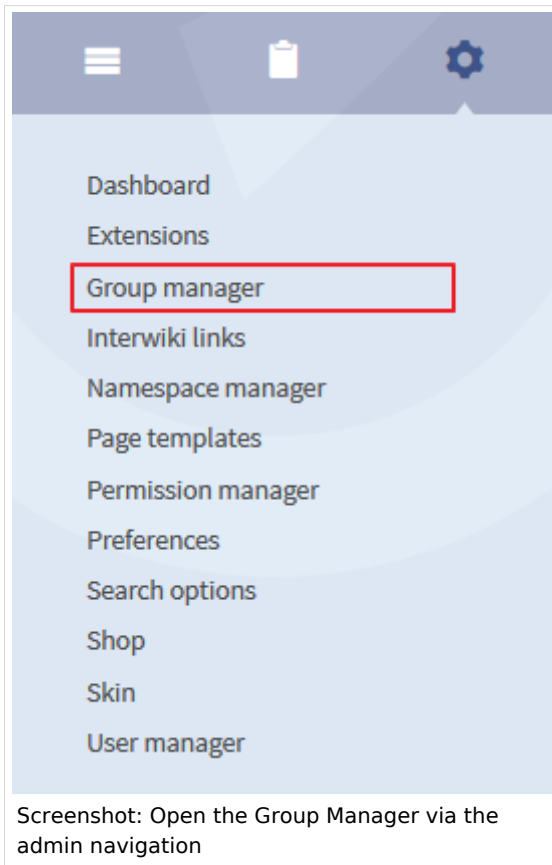 Dashboard
Extensions
Group manager
Interwiki links
Namespace manager
Page templates
Permission manager
Preferences
Search options
Shop
Skin
User manager
Screenshot: Open the Group Manager via the
admin navigation